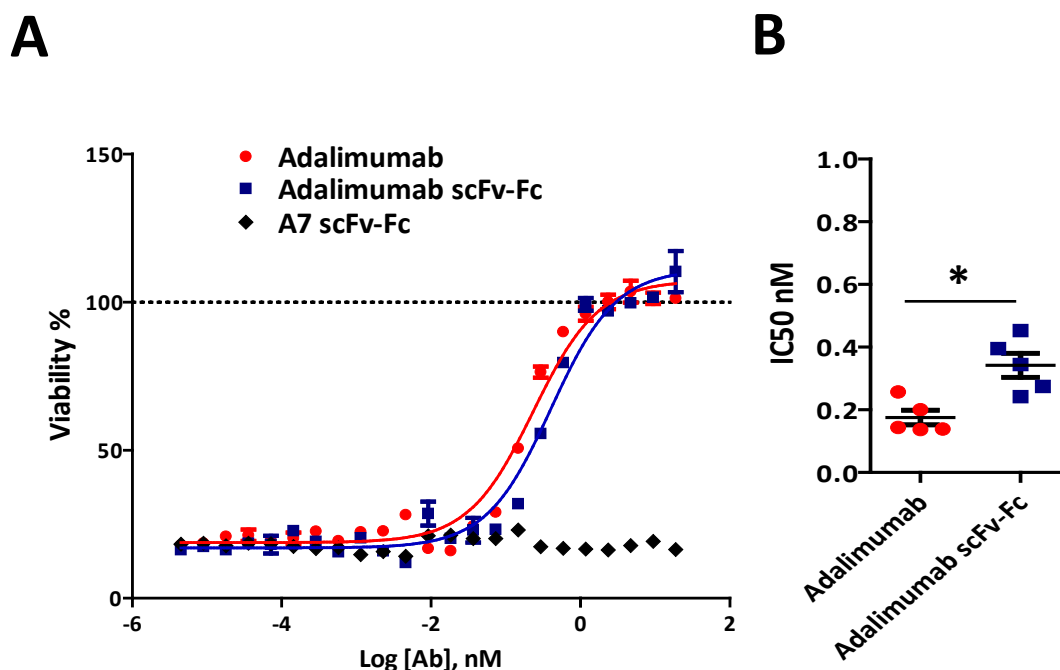 A
B
Adalimumab
Adalimumab scFv-Fc
A7 scFv-Fc
150
100
50
0
Viability %
-6
-4
-2
0
2
Log [Ab], nM
1.0
0.8
0.6
0.4
0.2
0.0
IC50 nM
*
Adalimumab
Adalimumab scFv-Fc